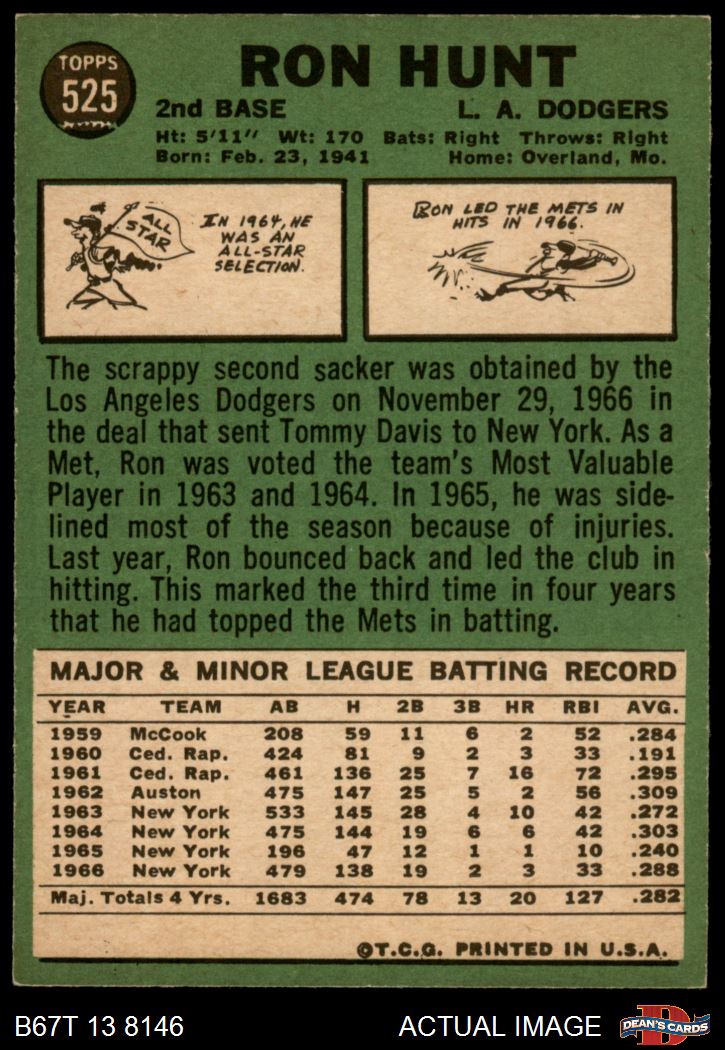 TOPPS
525
RON HUNT
2nd BASE L. A. DODGERS
Ht: 5'11" Wt: 170 Bats: Right Throws: Right
Born: Feb. 23, 1941 Home: Overland, Mo.
ALL
STAR
IN 1964, HE
WAS AN
ALL-STAR
SELECTION.
RON LED THE METS IN
HITS IN 1966.
The scrappy second sacker was obtained by the
Los Angeles Dodgers on November 29, 1966 in
the deal that sent Tommy Davis to New York. As a
Met, Ron was voted the team's Most Valuable
Player in 1963 and 1964. In 1965, he was side-
lined most of the season because of injuries.
Last year, Ron bounced back and led the club in
hitting. This marked the third time in four years
that he had topped the Mets in batting.
MAJOR & MINOR LEAGUE BATTING RECORD
YEAR TEAM AB H 2B 3B HR RBI AVG.
1959 McCook 208 59 11 6 2 52 .284
1960 Ced. Rap. 424 81 9 2 3 33 .191
1961 Ced. Rap. 461 136 25 7 16 72 .295
1962 Auston 475 147 25 5 2 56 .309
1963 New York 533 145 28 4 10 42 .272
1964 New York 475 144 19 6 6 42 .303
1965 New York 196 47 12 1 1 10 .240
1966 New York 479 138 19 2 3 33 .288
Maj. Totals 4 Yrs. 1683 474 78 13 20 127 .282
©T.C.G. PRINTED IN U.S.A.
B67T 13 8146 ACTUAL IMAGE
D
DEAN'S CARDS